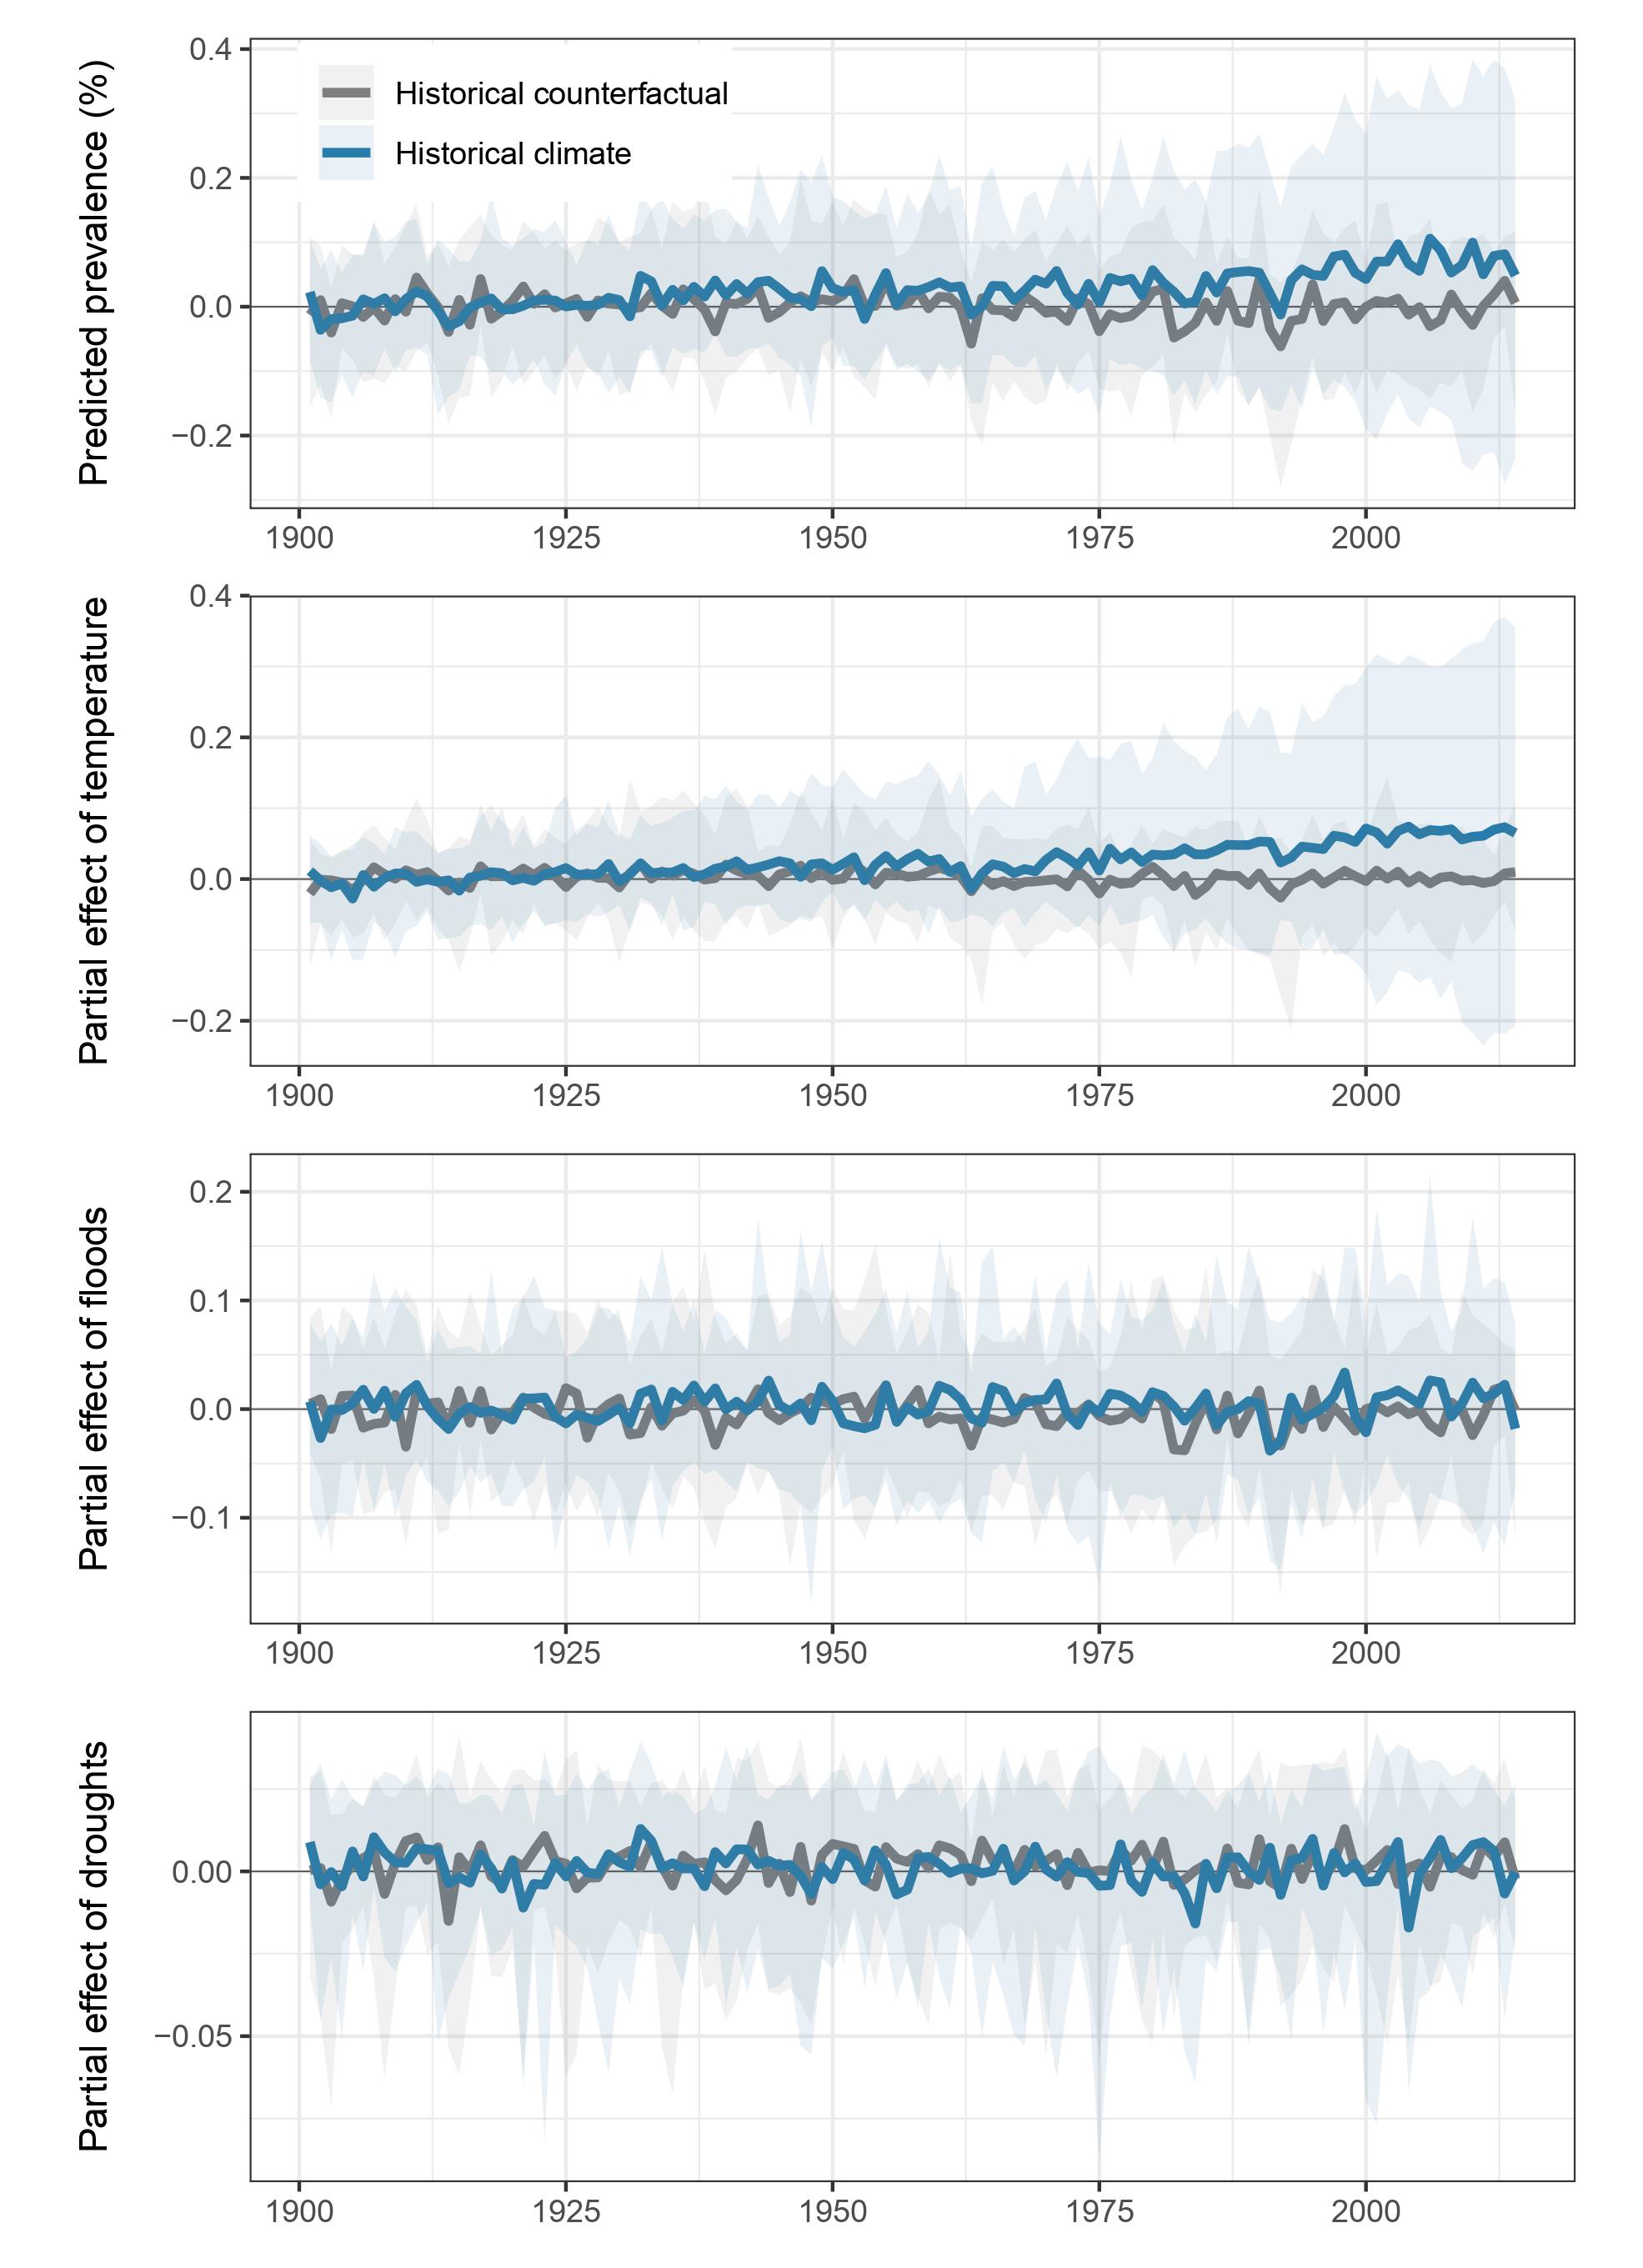 Predicted prevalence (%)
0.4
0.2
0.0
−0.2
Historical counterfactual
Historical climate
1900 1925 1950 1975 2000
Partial effect of temperature
0.4
0.2
0.0
−0.2
1900 1925 1950 1975 2000
Partial effect of floods
0.2
0.1
0.0
−0.1
1900 1925 1950 1975 2000
Partial effect of droughts
0.00
−0.05
1900 1925 1950 1975 2000